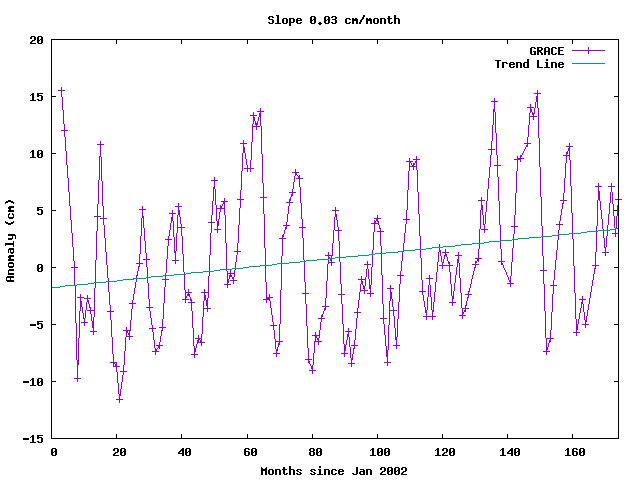 Slope 0.03 cm/month
GRACE
Trend Line
20
15
10
5
0
-5
-10
-15
Anomaly (cm)
0 20 40 60 80 100 120 140 160
Months since Jan 2002